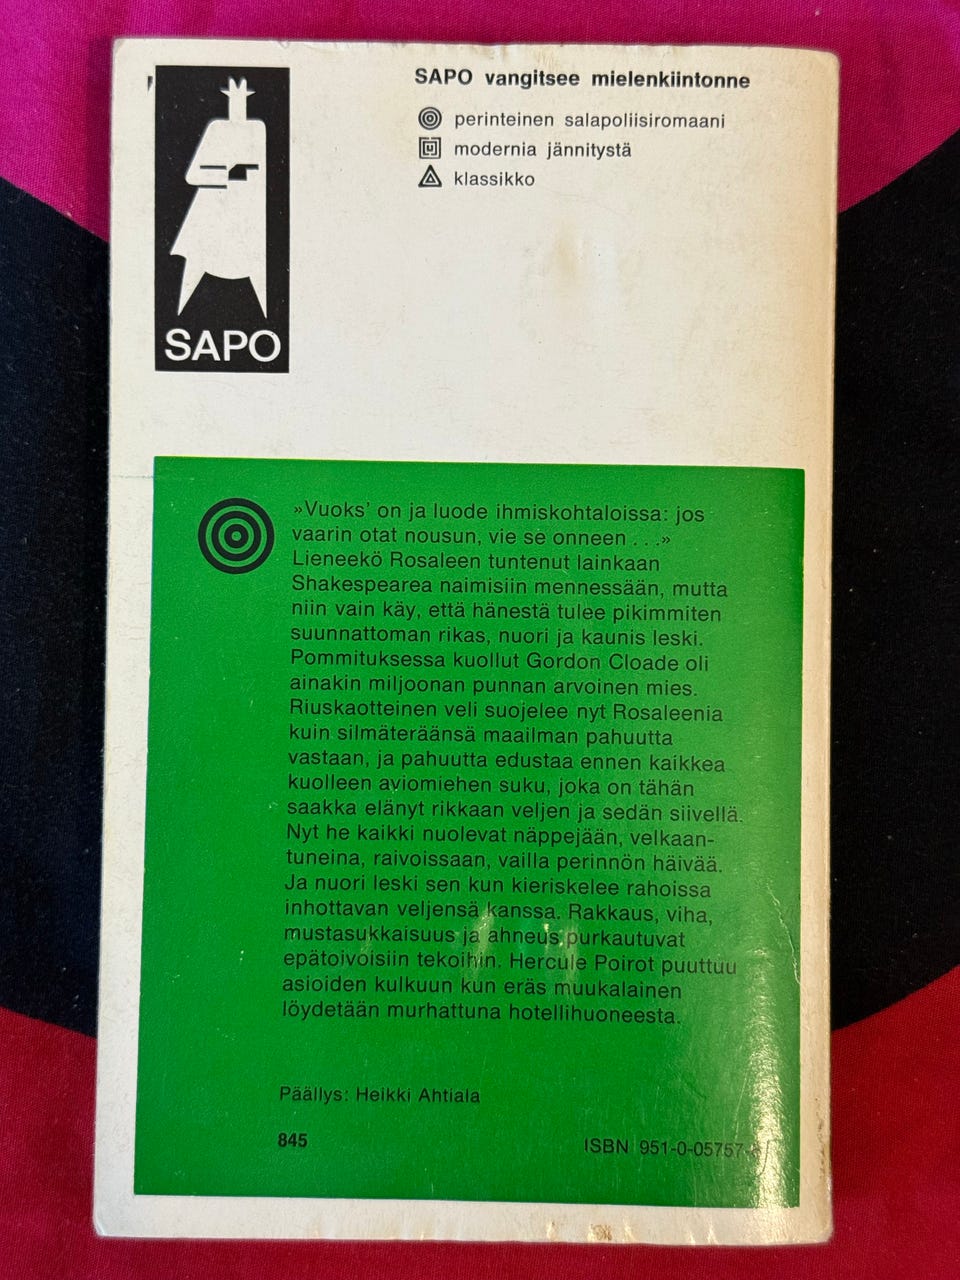 SAPO
SAPO vangitsee mielenkiintonne
perinteinen salapoliisiromaani
modernia jännitystä
klassikko
»Vuoks' on ja luode ihmiskohtaloissa: jos
vaarin otat nousun, vie se onneen . . .»
Lieneekö Rosaleen tuntenut lainkaan
Shakespearea naimisiin mennessään, mutta
niin vain käy, että hänestä tulee pikimmiten
suunnattoman rikas, nuori ja kaunis leski.
Pommituksessa kuollut Gordon Cloade oli
ainakin miljoonan punnan arvoinen mies.
Riuskaotteinen veli suojelee nyt Rosaleenia
kuin silmäteräänsä maailman pahuutta
vastaan, ja pahuutta edustaa ennen kaikkea
kuolleen aviomiehen suku, joka on tähän
saakka elänyt rikkaan veljen ja sedän siivellä.
Nyt he kaikki nuolevat näppejään, velkaan-
tuneina, raivoissaan, vailla perinnön häivää.
Ja nuori leski sen kun kieriskelee rahoissa
inhottavan veljensä kanssa. Rakkaus, viha,
mustasukkaisuus ja ahneus purkautuvat
epätoivoisiin tekoihin. Hercule Poirot puuttuu
asioiden kulkuun kun eräs muukalainen
löydetään murhattuna hotellihuoneesta.
Päällys: Heikki Ahtiala
845
ISBN 951-0-05757-